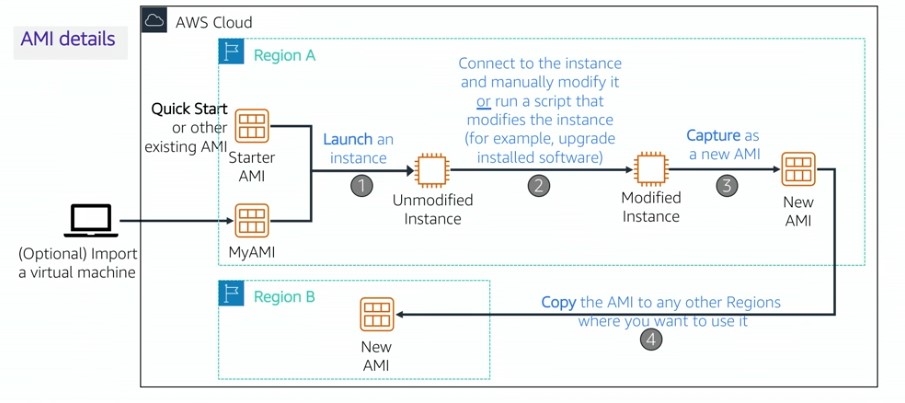 AMI details
AWS Cloud
Region A
Quick Start
or other
existing AMI
Starter
AMI
MyAMI
(Optional) Import
a virtual machine
Launch an
instance
1
Unmodified
Instance
Connect to the instance
and manually modify it
or run a script that
modifies the instance
(for example, upgrade
installed software)
2
Modified
Instance
Capture as
a new AMI
3
New
AMI
Region B
New
AMI
Copy the AMI to any other Regions
where you want to use it
4